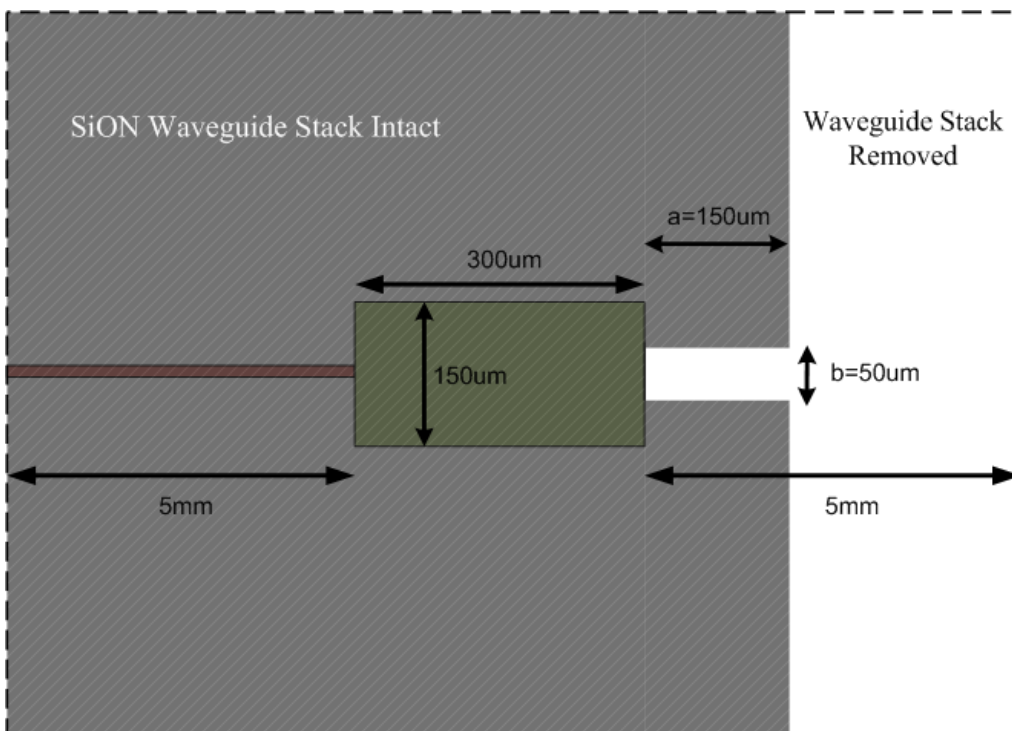 SiON Waveguide Stack Intact
Waveguide Stack
Removed
a=150um
300um
150um
b=50um
5mm
5mm